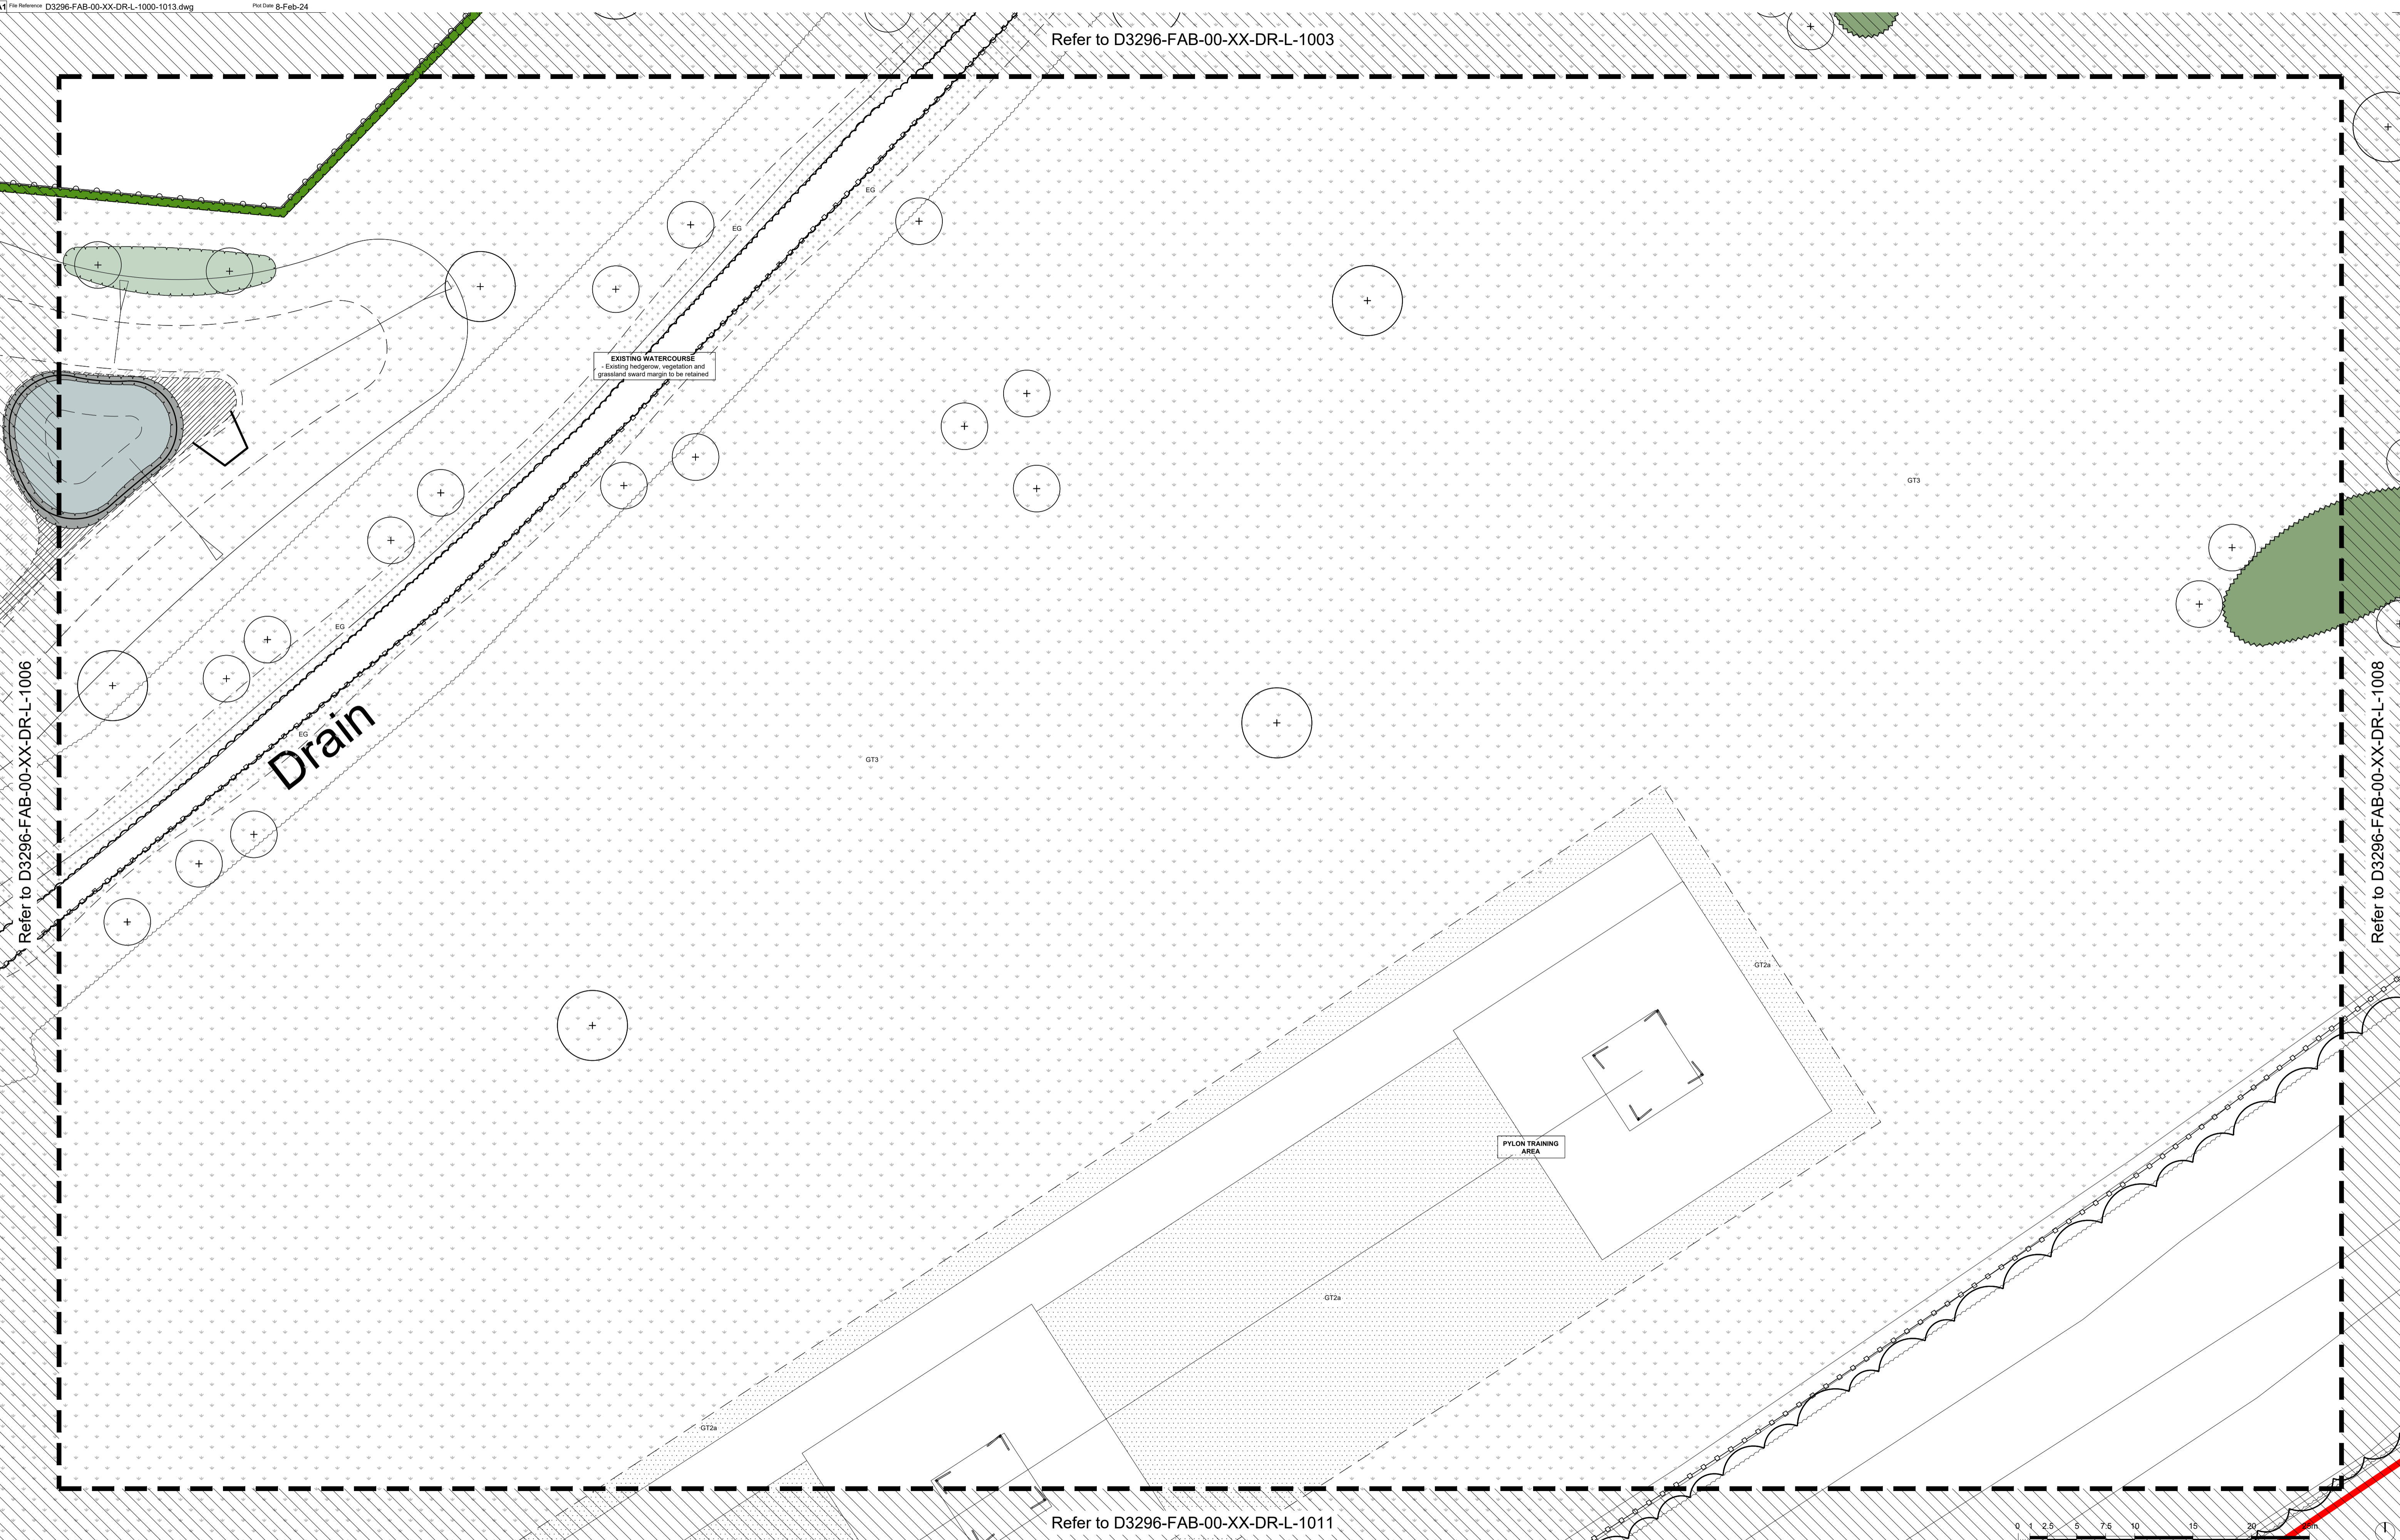 A1 File Reference D3296-FAB-00-XX-DR-L-1000-1013.dwg Plot Date 8-Feb-24
Refer to D3296-FAB-00-XX-DR-L-1003
EG
EG
EXISTING WATERCOURSE
- Existing hedgerow, vegetation and
grassland sward margin to be retained
GT3
EG
Refer to D3296-FAB-00-XX-DR-L-1006
Refer to D3296-FAB-00-XX-DR-L-1008
EG
Drain
GT3
GT2a
PYLON TRAINING
AREA
GT2a
GT2a
Refer to D3296-FAB-00-XX-DR-L-1011
0 1 2.5 5 7.5 10 15 20 25m